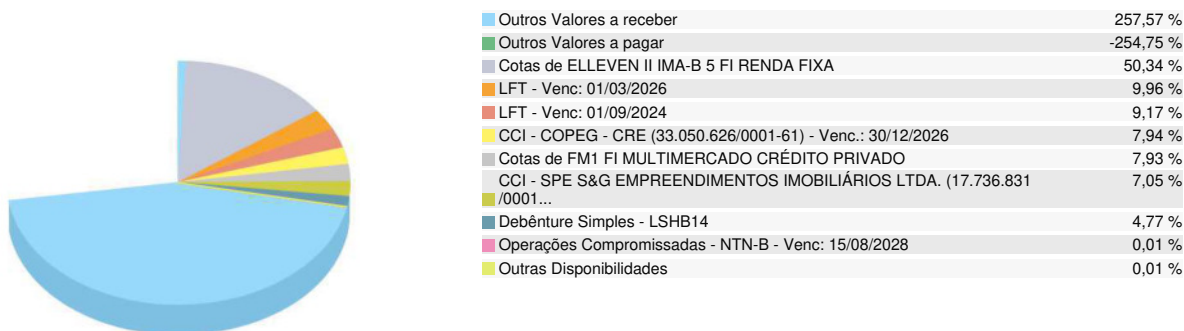 Outros Valores a receber 257,57 %
Outros Valores a pagar -254,75 %
Cotas de ELLEVEN II IMA-B 5 FI RENDA FIXA 50,34 %
LFT - Venc: 01/03/2026 9,96 %
LFT - Venc: 01/09/2024 9,17 %
CCI - COPEG - CRE (33.050.626/0001-61) - Venc.: 30/12/2026 7,94 %
Cotas de FM1 FI MULTIMERCADO CRÉDITO PRIVADO 7,93 %
CCI - SPE S&G EMPREENDIMENTOS IMOBILIÁRIOS LTDA. (17.736.831 7,05 %
/0001...
Debênture Simples - LSHB14 4,77 %
Operações Compromissadas - NTN-B - Venc: 15/08/2028 0,01 %
Outras Disponibilidades 0,01 %